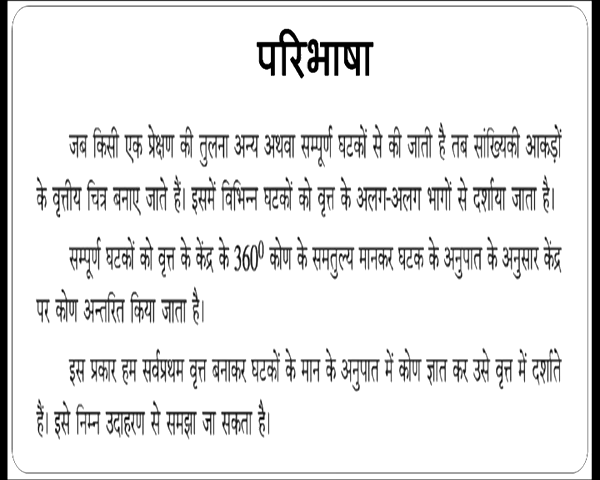 परिभाषा
जब किसी एक प्रेक्षण की तुलना अन्य अथवा सम्पूर्ण घटकों से की जाती है तब सांख्यिकी आकड़ों
के वृत्तीय चित्र बनाए जाते हैं। इसमें विभिन्न घटकों को वृत्त के अलग-अलग भागों से दर्शाया जाता है।
सम्पूर्ण घटकों को वृत्त के केंद्र के 360⁰ कोण के समतुल्य मानकर घटक के अनुपात के अनुसार केंद्र
पर कोण अन्तरित किया जाता है।
इस प्रकार हम सर्वप्रथम वृत्त बनाकर घटकों के मान के अनुपात में कोण ज्ञात कर उसे वृत्त में दर्शाते
हैं। इसे निम्न उदाहरण से समझा जा सकता है।